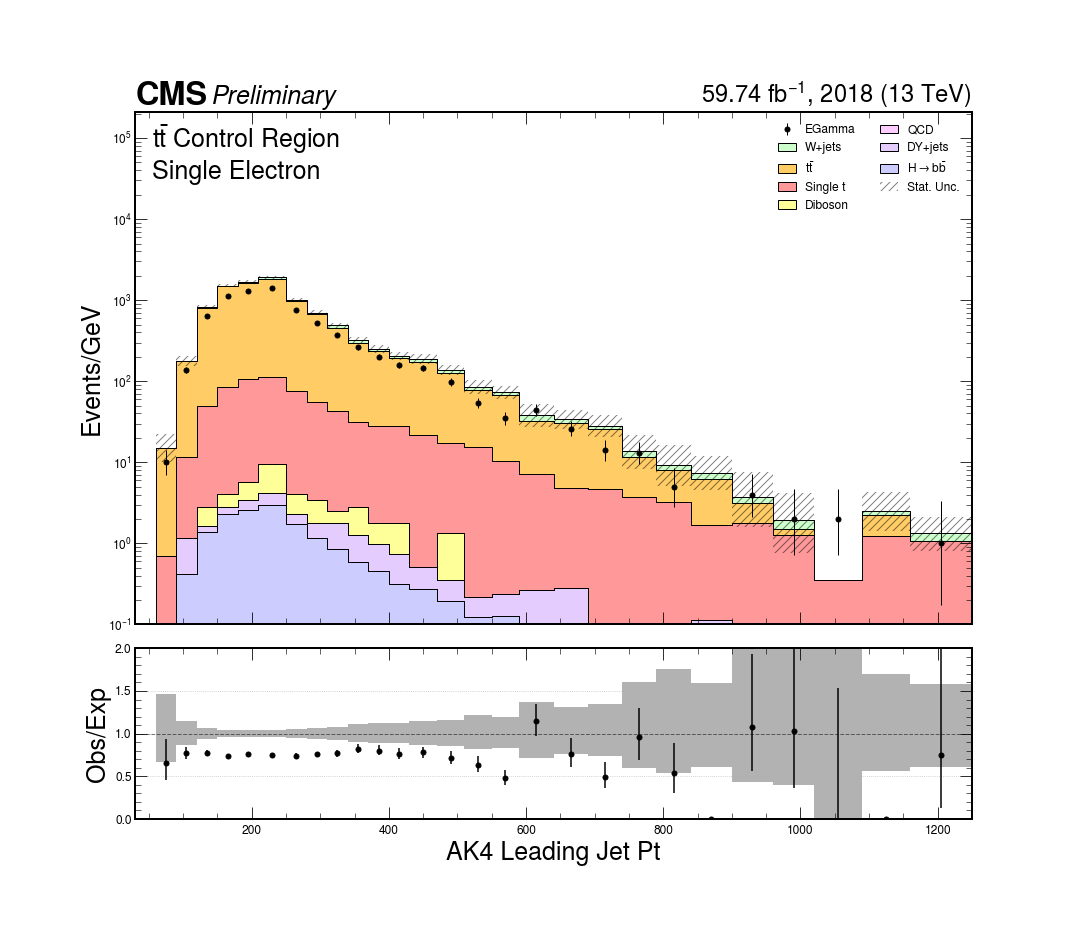 CMS Preliminary 59.74 fb⁻¹, 2018 (13 TeV)
tt̄ Control Region
Single Electron
EGamma
W+jets
tt̄
Single t
Diboson
QCD
DY+jets
H→bb̄
Stat. Unc.
Events/GeV
10⁵
10⁴
10³
10²
10¹
10⁰
10⁻¹
Obs/Exp
2.0
1.5
1.0
0.5
0.0
200 400 600 800 1000 1200
AK4 Leading Jet Pt